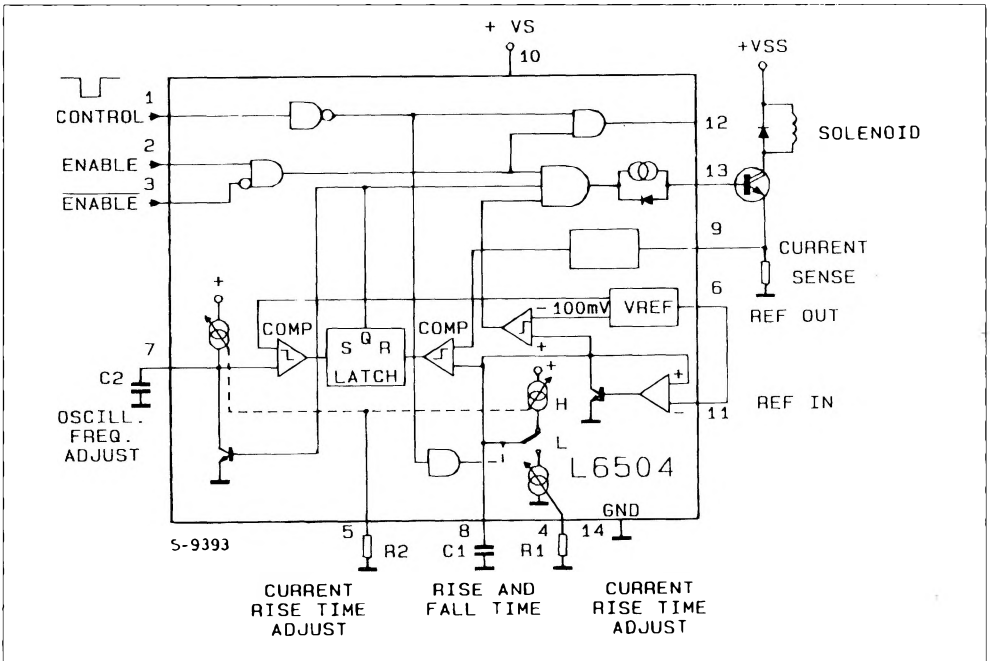 + VS
10
+VSS
1
CONTROL
12
SOLENOID
2
ENABLE
13
3
ENABLE
9
CURRENT
SENSE
+
6
-100mV VREF
REF OUT
COMP
COMP
7
S Q R
LATCH
+
+
+
C2
H
-
11
REF IN
OSCILL.
FREQ.
ADJUST
L
L6504
GND
5
8
4
14
S-9393
R2
C1
R1
CURRENT
RISE TIME
ADJUST
RISE AND
FALL TIME
CURRENT
RISE TIME
ADJUST